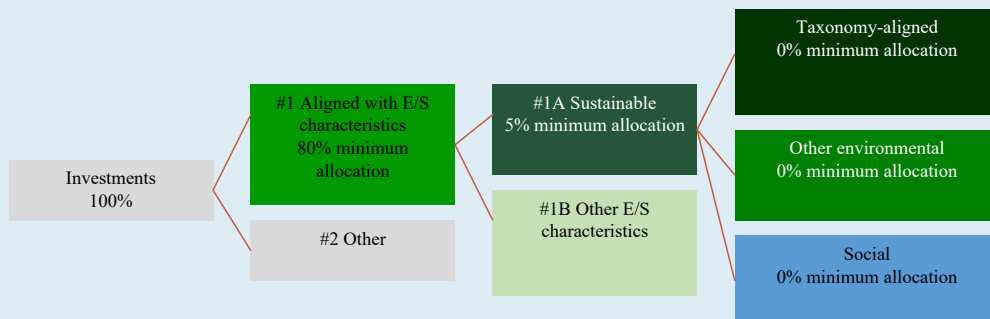 Investments
100%
#1 Aligned with E/S
characteristics
80% minimum
allocation
#2 Other
#1A Sustainable
5% minimum allocation
#1B Other E/S
characteristics
Taxonomy-aligned
0% minimum allocation
Other environmental
0% minimum allocation
Social
0% minimum allocation